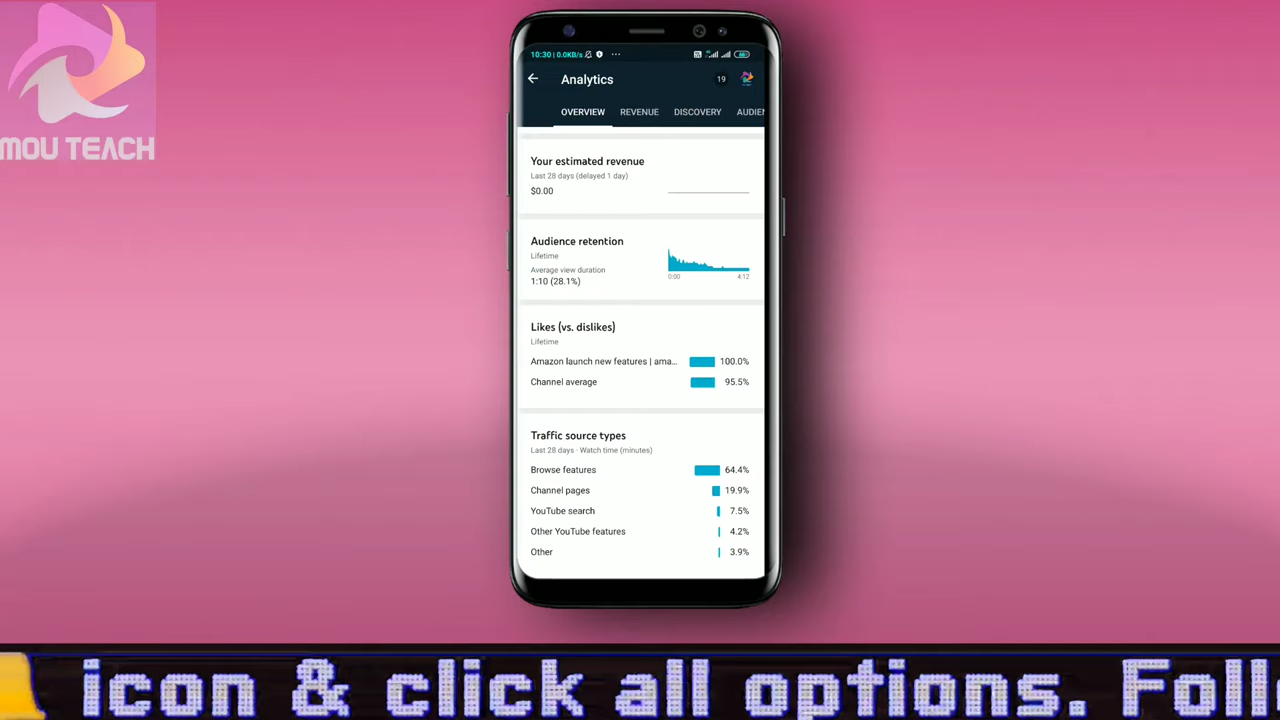 MOU TEACH
10:30 | 0.0KB/s
Analytics
19
OVERVIEW
REVENUE
DISCOVERY
AUDIEN
Your estimated revenue
Last 28 days (delayed 1 day)
$0.00
Audience retention
Lifetime
Average view duration
1:10 (28.1%)
0:00
4:12
Likes (vs. dislikes)
Lifetime
Amazon launch new features | ama... 100.0%
Channel average 95.5%
Traffic source types
Last 28 days · Watch time (minutes)
Browse features 64.4%
Channel pages 19.9%
YouTube search 7.5%
Other YouTube features 4.2%
Other 3.9%
icon & click all options. Foll